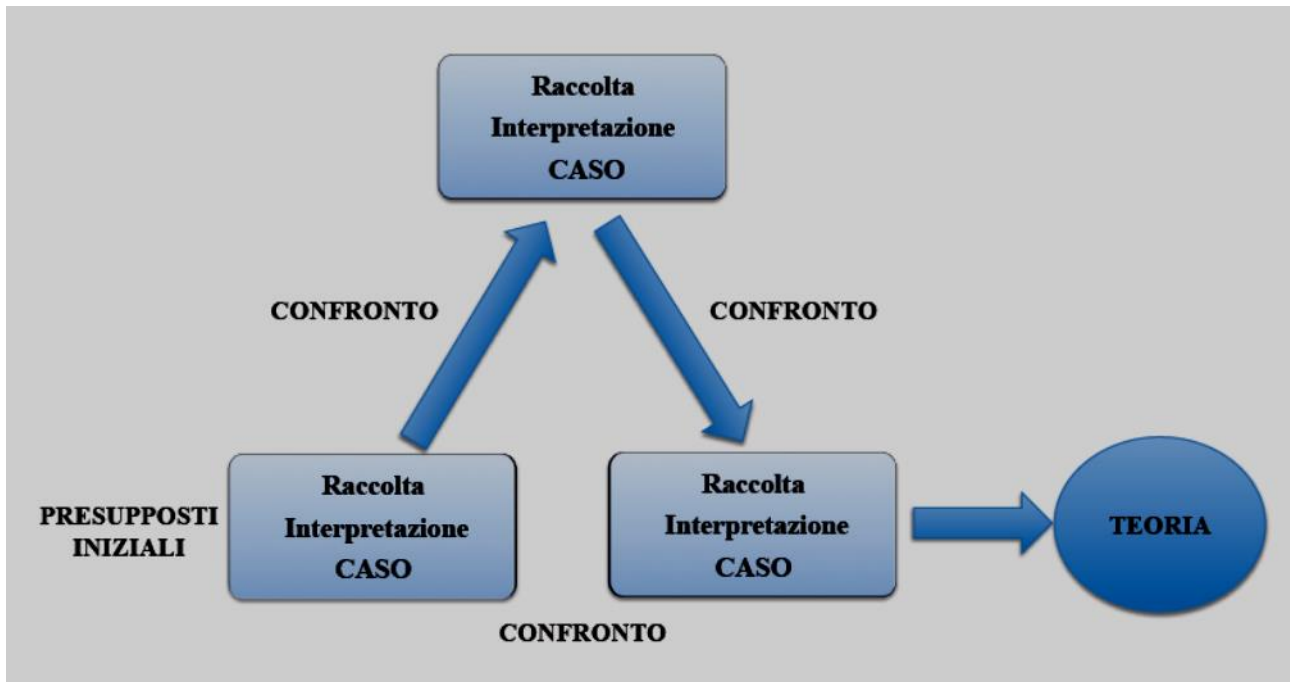 Raccolta
Interpretazione
CASO
CONFRONTO
CONFRONTO
PRESUPPOSTI
INIZIALI
Raccolta
Interpretazione
CASO
Raccolta
Interpretazione
CASO
TEORIA
CONFRONTO